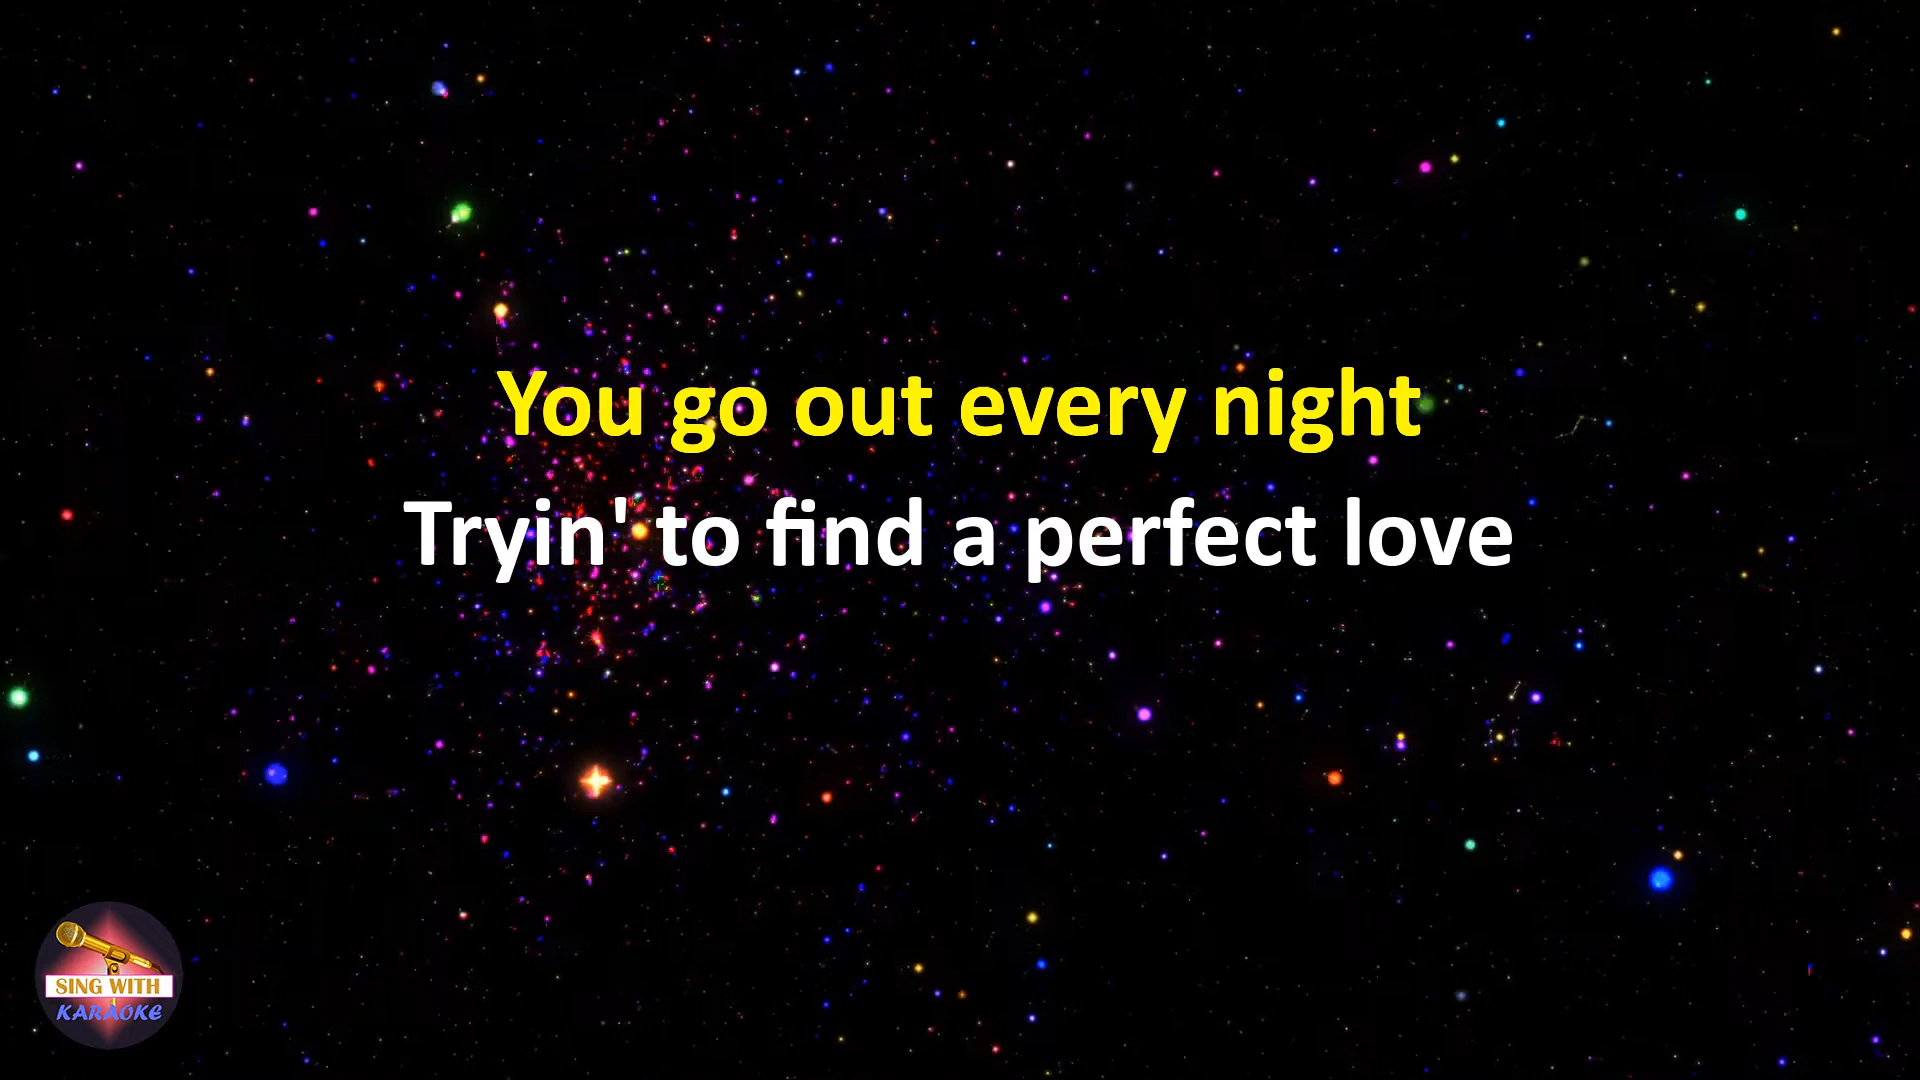 You go out every night
Tryin' to find a perfect love
SING WITH
KARAOKE